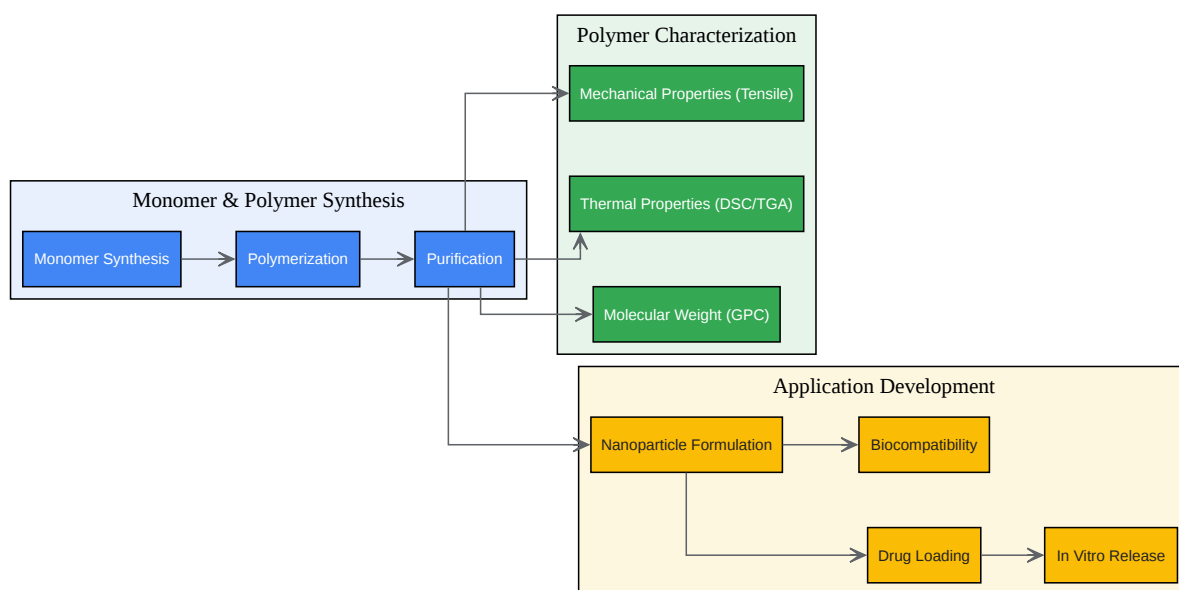 Polymer Characterization
Mechanical Properties (Tensile)
Thermal Properties (DSC/TGA)
Molecular Weight (GPC)
Monomer & Polymer Synthesis
Monomer Synthesis
Polymerization
Purification
Application Development
Nanoparticle Formulation
Biocompatibility
Drug Loading
In Vitro Release